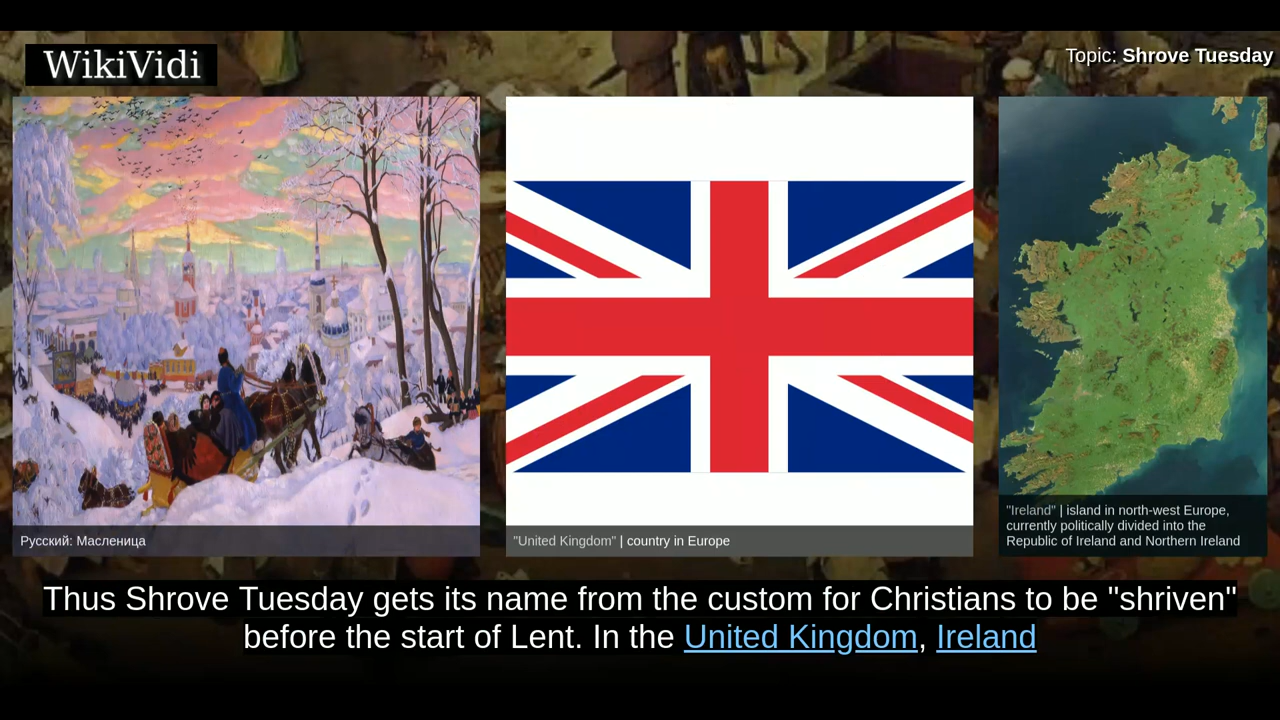 WikiVidi
Topic: Shrove Tuesday
Русский: Масленица
"United Kingdom" | country in Europe
"Ireland" | island in north-west Europe,
currently politically divided into the
Republic of Ireland and Northern Ireland
Thus Shrove Tuesday gets its name from the custom for Christians to be "shriven"
before the start of Lent. In the United Kingdom, Ireland